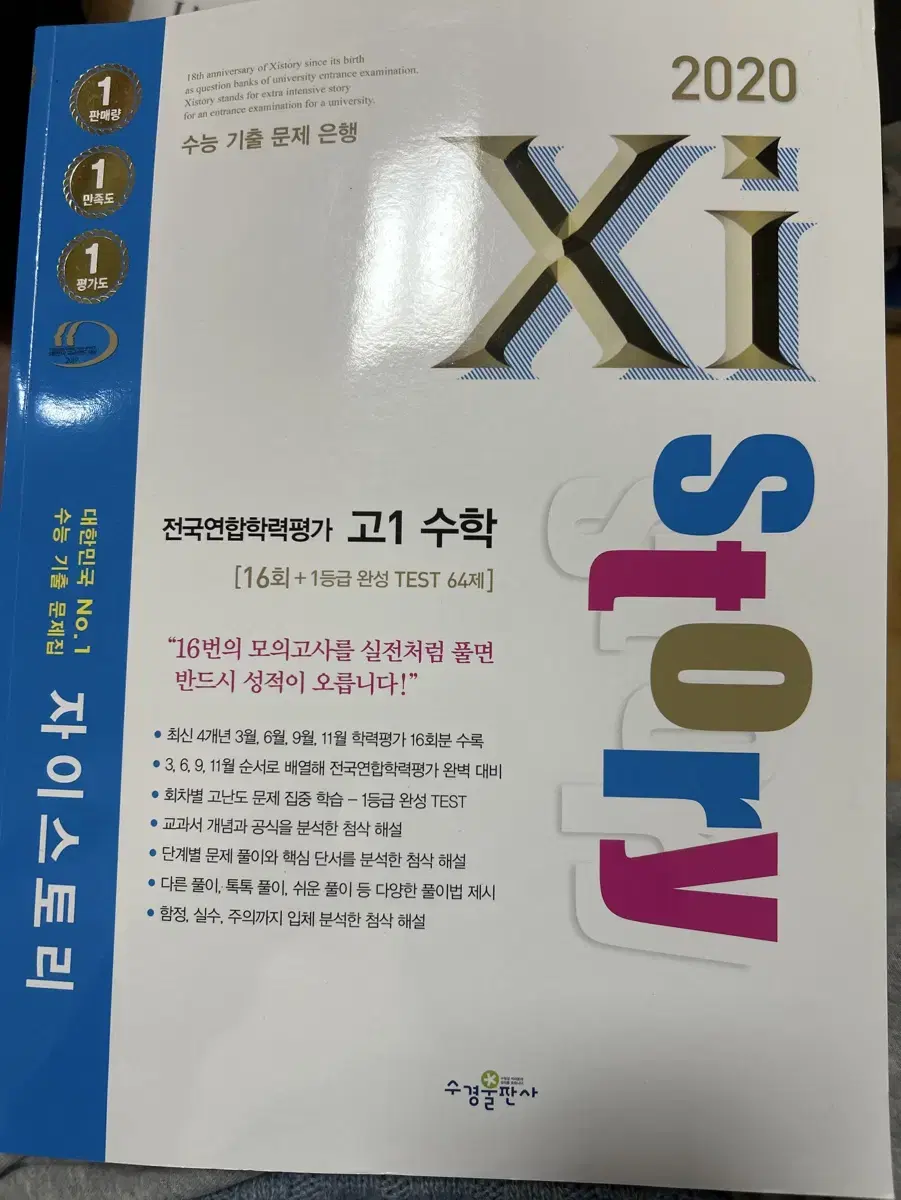 1
판매량
1
만족도
1
평가도
대한민국 No.1
수능 기출 문제집
자이스토리
18th anniversary of Xistory since its birth
as question banks of university entrance examination.
Xistory stands for extra intensive story
for an entrance examination for a university.
수능 기출 문제 은행
2020
Xi
story
전국연합학력평가 고1 수학
[16회 + 1등급 완성 TEST 64제]
“16번의 모의고사를 실전처럼 풀면
반드시 성적이 오릅니다!”
• 최신 4개년 3월, 6월, 9월, 11월 학력평가 16회분 수록
• 3, 6, 9, 11월 순서로 배열해 전국연합학력평가 완벽 대비
• 회차별 고난도 문제 집중 학습 – 1등급 완성 TEST
• 교과서 개념과 공식을 분석한 첨삭 해설
• 단계별 문제 풀이와 핵심 단서를 분석한 첨삭 해설
• 다른 풀이, 톡톡 풀이, 쉬운 풀이 등 다양한 풀이법 제시
• 함정, 실수, 주의까지 입체 분석한 첨삭 해설
수경출판사